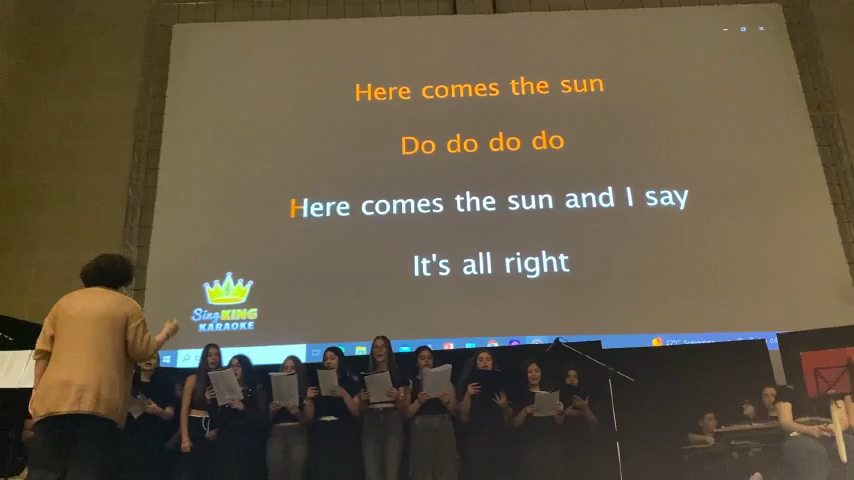 Here comes the sun
Do do do do
Here comes the sun and I say
It's all right
Sing KING
KARAOKE